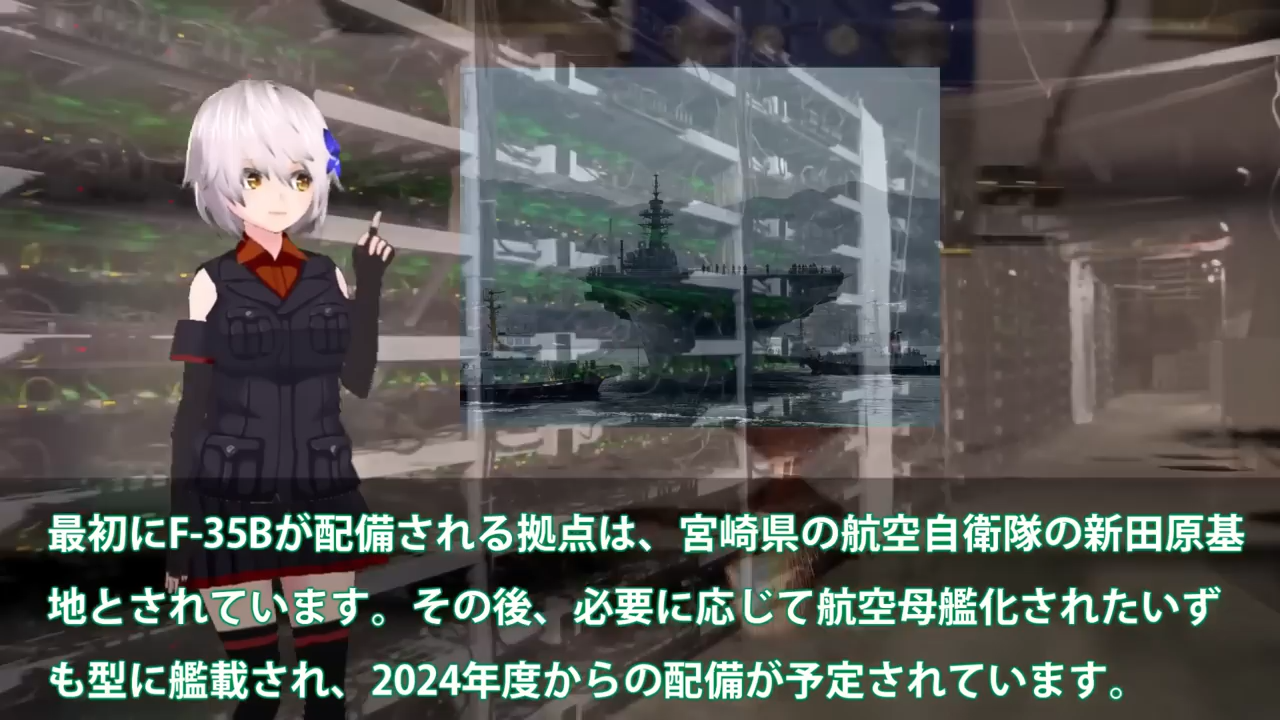 最初にF-35Bが配備される拠点は、宮崎県の航空自衛隊の新田原基
地とされています。その後、必要に応じて航空母艦化されたいず
も型に艦載され、2024年度からの配備が予定されています。